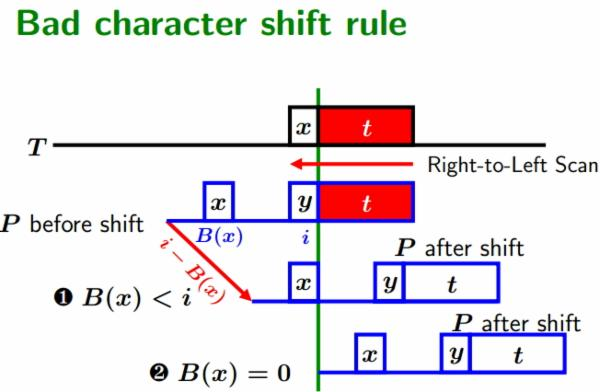 Bad character shift rule
x t
T
Right-to-Left Scan
x y t
P before shift B(x) i
i − B(x)
P after shift
x y t
❶ B(x) < i
P after shift
x y t
❷ B(x) = 0